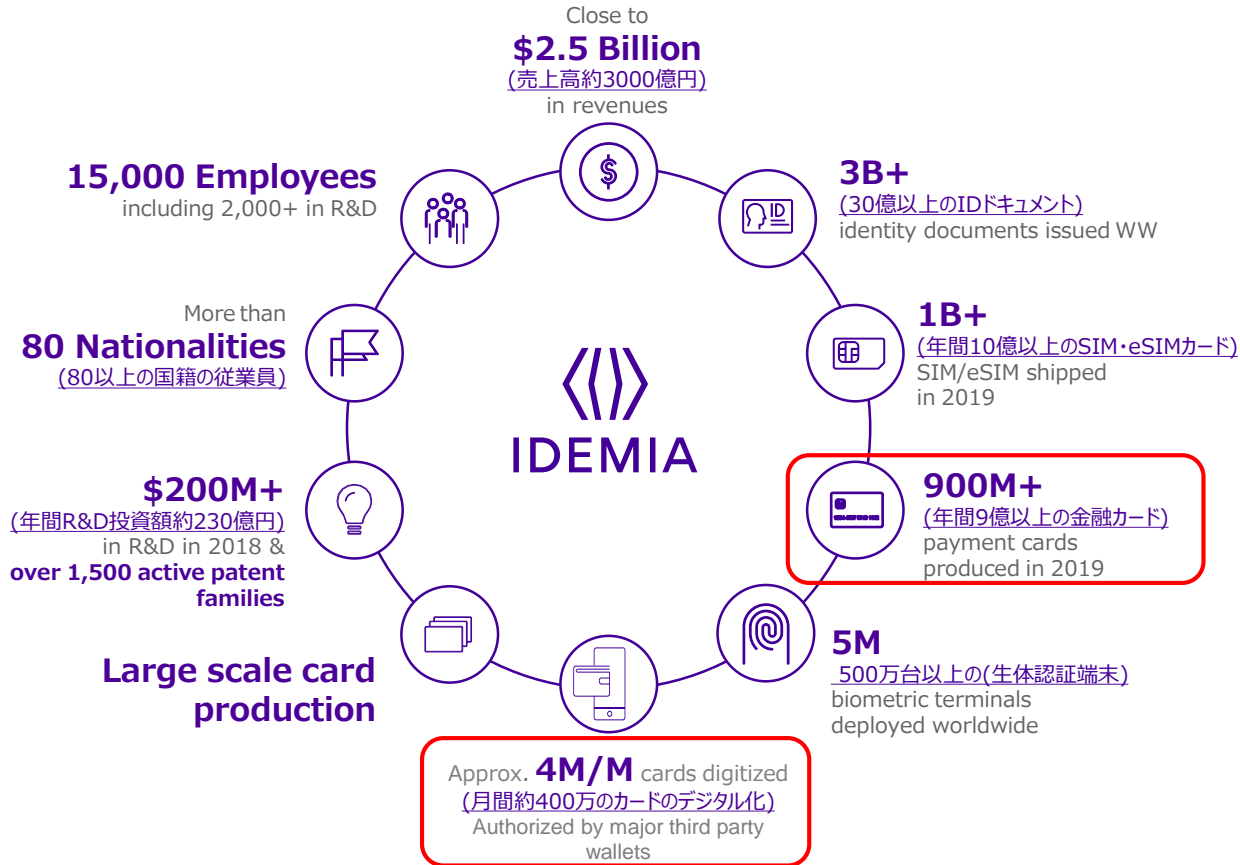 Close to
$2.5 Billion
(売上高約3000億円)
in revenues
15,000 Employees
including 2,000+ in R&D
3B+
(30億以上のIDドキュメント)
identity documents issued WW
ID
More than
80 Nationalities
(80以上の国籍の従業員)
1B+
(年間10億以上のSIM・eSIMカード)
SIM/eSIM shipped
in 2019
IDEMIA
$200M+
(年間R&D投資額約230億円)
in R&D in 2018 &
over 1,500 active patent
families
900M+
(年間9億以上の金融カード)
payment cards
produced in 2019
Large scale card
production
5M
500万台以上の(生体認証端末)
biometric terminals
deployed worldwide
Approx. 4M/M cards digitized
(月間約400万のカードのデジタル化)
Authorized by major third party
wallets